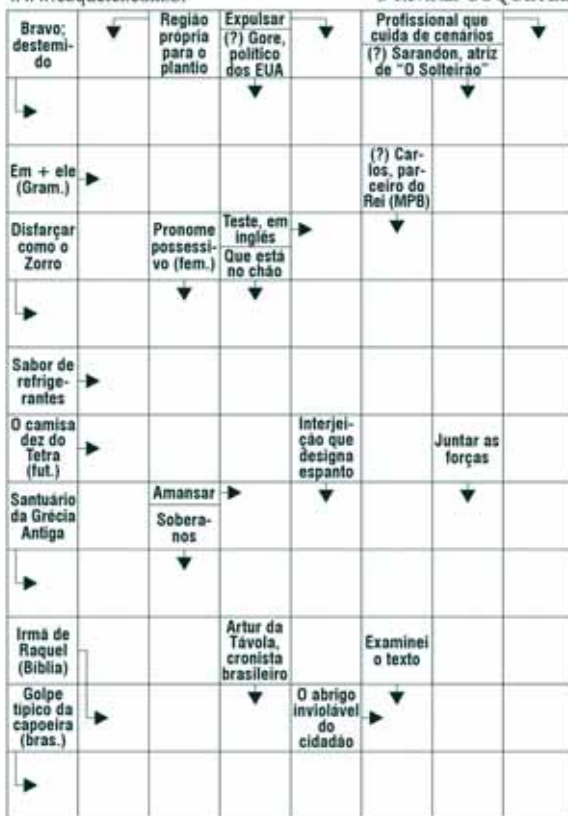 Bravo;
destemi-
do
Região
própria
para o
plantio
Expulsar
(?) Gore,
político
dos EUA
Profissional que
cuida de cenários
(?) Sarandon, atriz
de "O Solteirão"
Em + ele
(Gram.)
(?) Car-
los, par-
ceiro do
Rei (MPB)
Disfarçar
como o
Zorro
Pronome
possessi-
vo (fem.)
Teste, em
inglês
Que está
no chão
Sabor de
refrige-
rantes
O camisa
dez do
Tetra
(fut.)
Interjei-
ção que
designa
espanto
Juntar as
forças
Santuário
da Grécia
Antiga
Amansar
Sobera-
nos
Irmã de
Raquel
(Bíblia)
Artur da
Távola,
cronista
brasileiro
Examinei
o texto
Golpe
típico da
capoeira
(bras.)
O abrigo
inviolável
do
cidadão